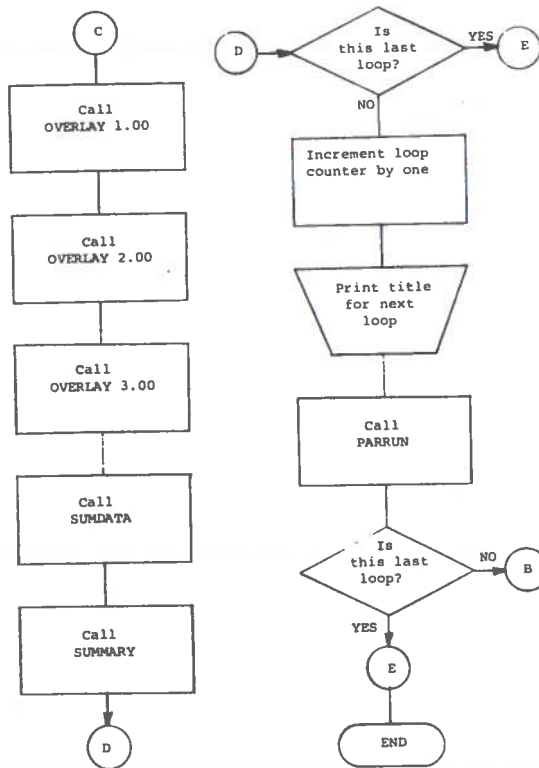 C
Call
OVERLAY 1.00
Call
OVERLAY 2.00
Call
OVERLAY 3.00
Call
SUMDATA
Call
SUMMARY
D
D
Is
this last
loop?
YES
E
NO
Increment loop
counter by one
Print title
for next
loop
Call
PARRUN
Is
this last
loop?
NO
B
YES
E
END